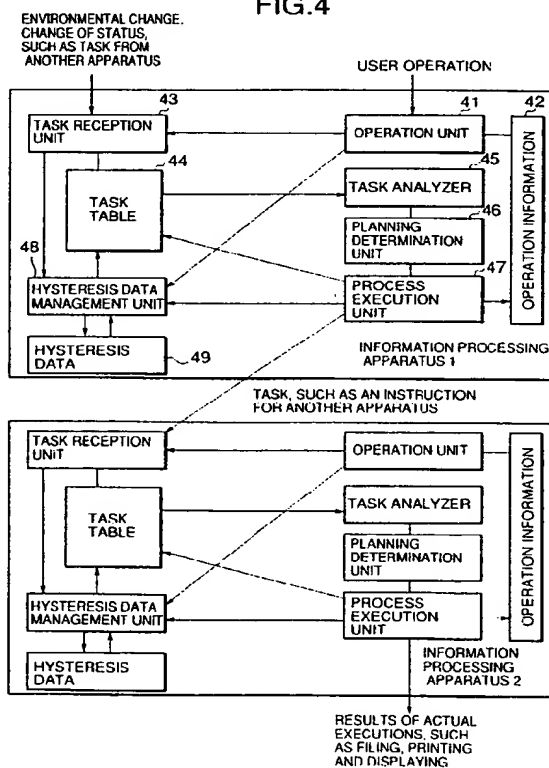 FIG.4
ENVIRONMENTAL CHANGE.
CHANGE OF STATUS,
SUCH AS TASK FROM
ANOTHER APPARATUS
USER OPERATION
43
TASK RECEPTION
UNIT
41
OPERATION UNIT
42
OPERATION INFORMATION
44
TASK
TABLE
45
TASK ANALYZER
46
PLANNING
DETERMINATION
UNIT
48
HYSTERESIS DATA
MANAGEMENT UNIT
47
PROCESS
EXECUTION
UNIT
HYSTERESIS
DATA
49
INFORMATION PROCESSING
APPARATUS 1
TASK, SUCH AS AN INSTRUCTION
FOR ANOTHER APPARATUS
TASK RECEPTION
UNIT
OPERATION UNIT
OPERATION INFORMATION
TASK
TABLE
TASK ANALYZER
PLANNING
DETERMINATION
UNIT
HYSTERESIS DATA
MANAGEMENT UNIT
PROCESS
EXECUTION
UNIT
HYSTERESIS
DATA
INFORMATION
PROCESSING
APPARATUS 2
RESULTS OF ACTUAL
EXECUTIONS, SUCH
AS FILING, PRINTING
AND DISPLAYING